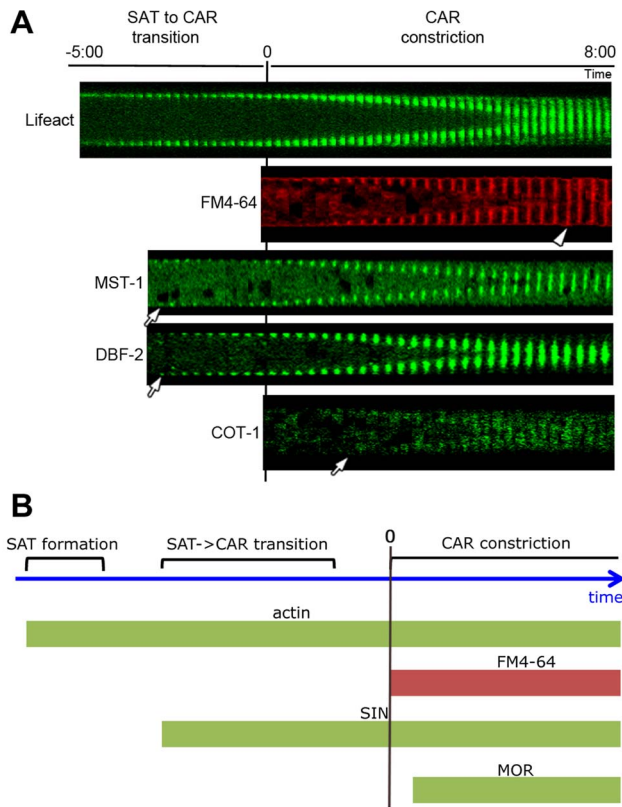 A
SAT to CAR transition
CAR constriction
-5:00
0
8:00
Time
Lifeact
FM4-64
MST-1
DBF-2
COT-1
B
0
SAT formation
SAT->CAR transition
CAR constriction
time
actin
FM4-64
SIN
MOR